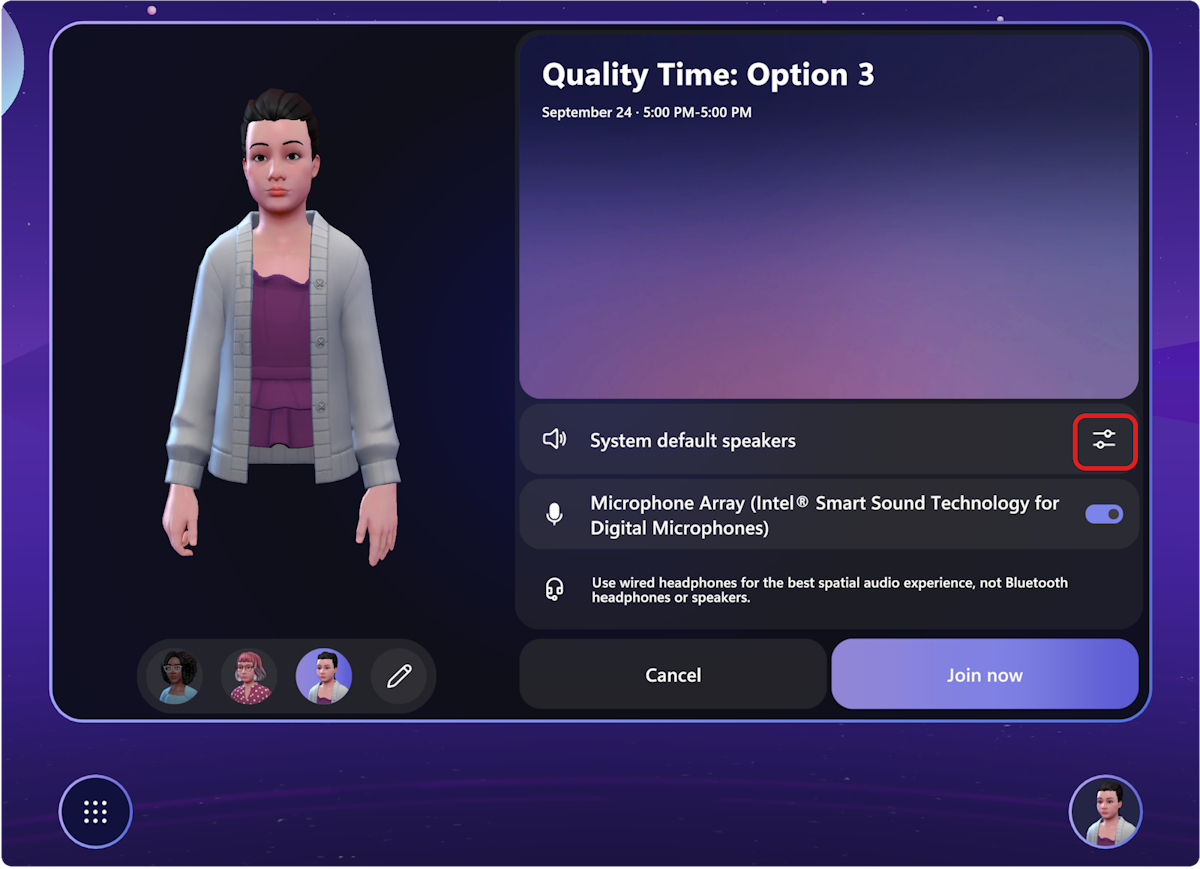 Quality Time: Option 3
September 24 · 5:00 PM-5:00 PM
System default speakers
Microphone Array (Intel® Smart Sound Technology for
Digital Microphones)
Use wired headphones for the best spatial audio experience, not Bluetooth
headphones or speakers.
Cancel
Join now